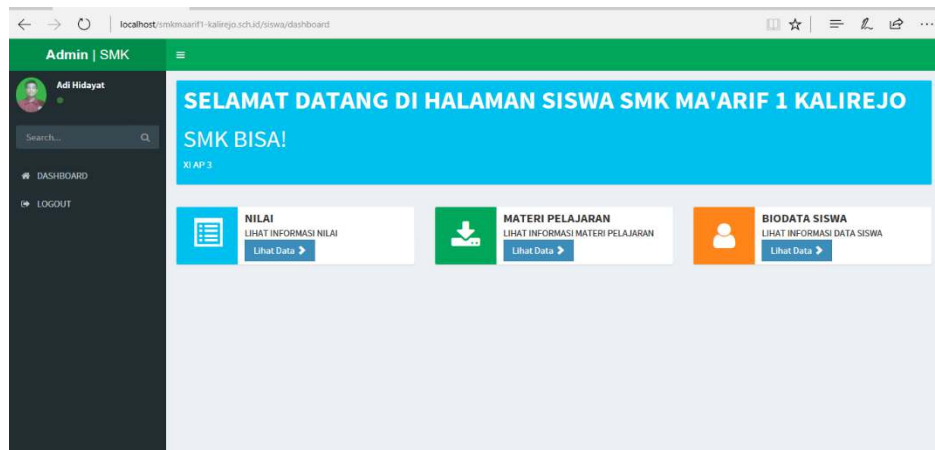 localhost/smkmaarif1-kalirejo.sch.id/siswa/dashboard
Admin | SMK
Adi Hidayat
Search...
DASHBOARD
LOGOUT
SELAMAT DATANG DI HALAMAN SISWA SMK MA'ARIF 1 KALIREJO
SMK BISA!
XI AP 3
NILAI
LIHAT INFORMASI NILAI
Lihat Data
MATERI PELAJARAN
LIHAT INFORMASI MATERI PELAJARAN
Lihat Data
BIODATA SISWA
LIHAT INFORMASI DATA SISWA
Lihat Data